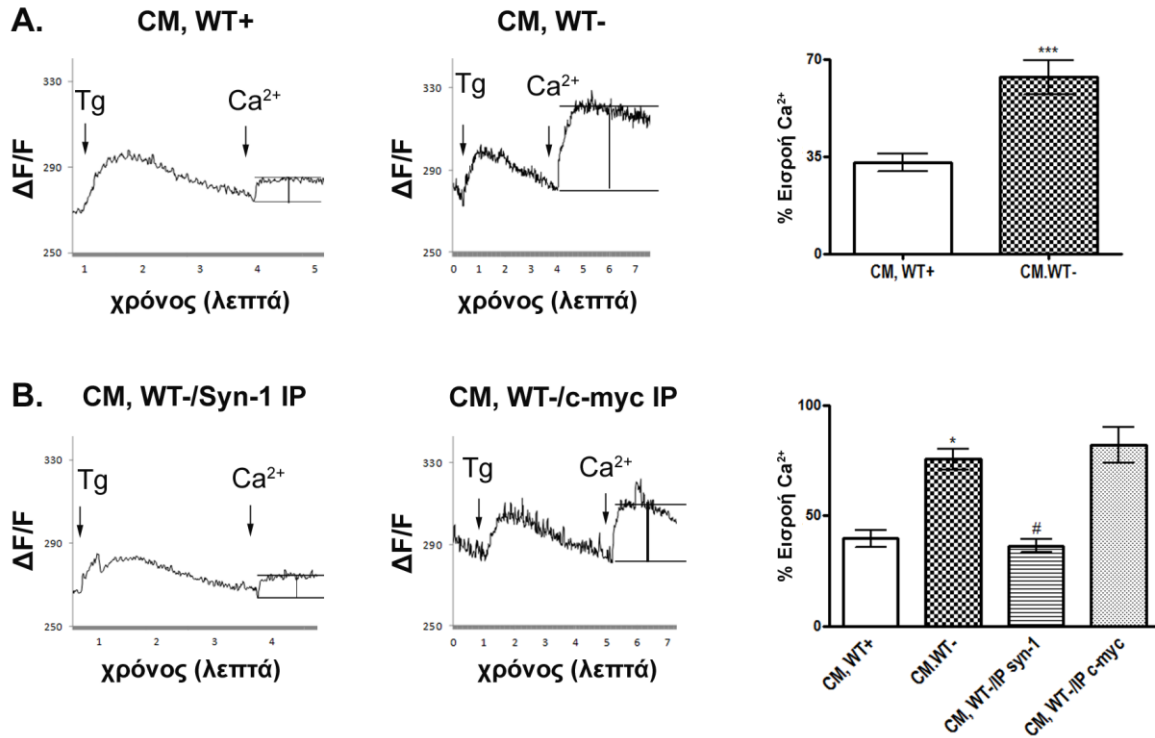 A.
CM, WT+
330
290
250
ΔF/F
Tg
Ca²⁺
1 2 3 4 5
χρόνος (λεπτά)
CM, WT-
330
290
250
ΔF/F
Tg
Ca²⁺
0 1 2 3 4 5 6 7
χρόνος (λεπτά)
70
35
0
% Εισροή Ca²⁺
***
CM, WT+
CM.WT-
B.
CM, WT-/Syn-1 IP
330
290
250
ΔF/F
Tg
Ca²⁺
1 2 3 4
χρόνος (λεπτά)
CM, WT-/c-myc IP
330
290
250
ΔF/F
Tg
Ca²⁺
0 1 2 3 4 5 6 7
χρόνος (λεπτά)
100
50
0
% Εισροή Ca²⁺
*
#
CM, WT+
CM.WT-
CM, WT-/IP syn-1
CM, WT-/IP c-myc